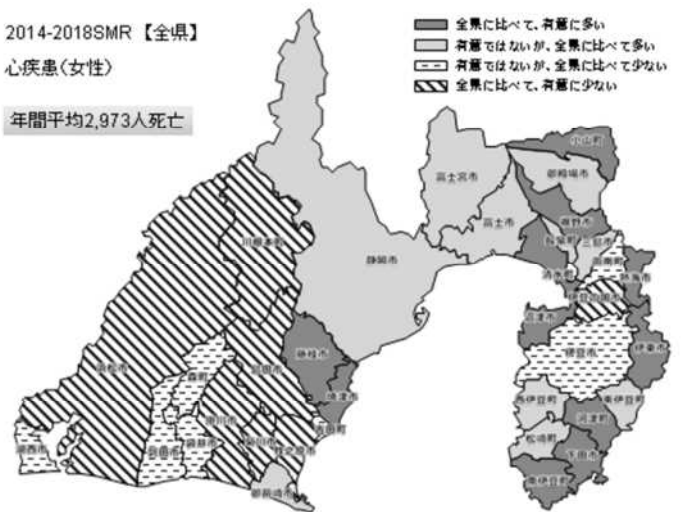 2014-2018SMR 【全県】
心疾患(女性)
年間平均2,973人死亡
全県に比べて、有意に多い
有意ではないが、全県に比べて多い
有意ではないが、全県に比べて少ない
全県に比べて、有意に少ない
小山町
御殿場市
富士宮市
富士市
裾野市
長泉町
三島市
函南町
熱海市
清水町
伊豆の国市
沼津市
伊豆市
伊東市
西伊豆町
東伊豆町
河津町
松崎町
下田市
南伊豆町
静岡市
川根本町
藤枝市
焼津市
島田市
吉田町
浜松市
森町
掛川市
菊川市
牧之原市
袋井市
磐田市
湖西市
御前崎市